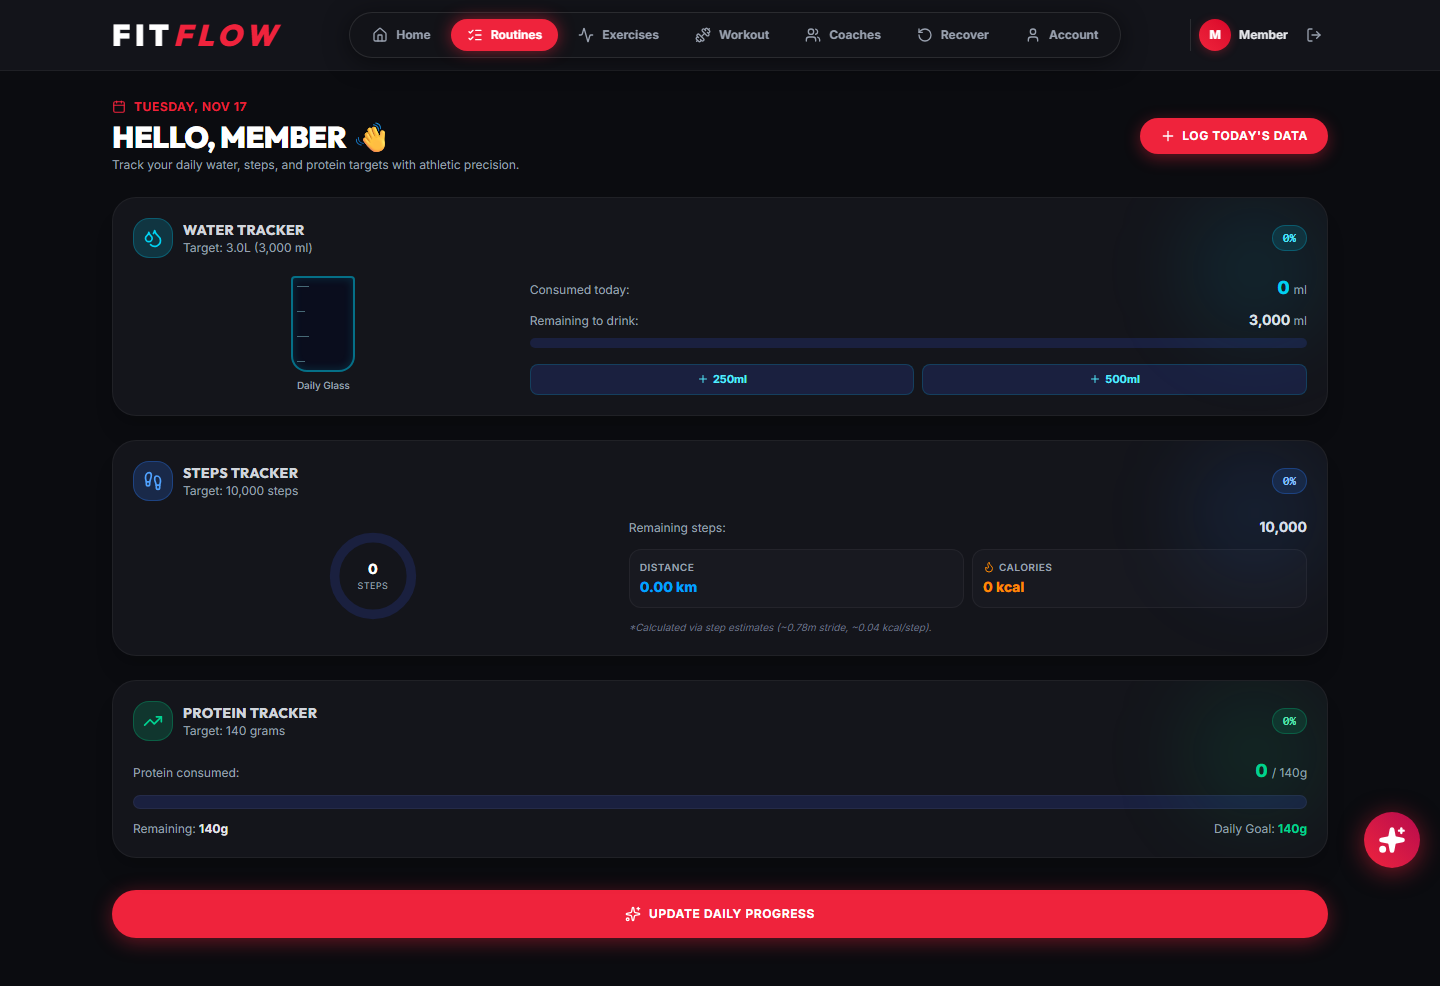 FITFLOW
Home Routines Exercises Workout Coaches Recover Account
M Member
TUESDAY, NOV 17
HELLO, MEMBER 👋
Track your daily water, steps, and protein targets with athletic precision.
+ LOG TODAY'S DATA
WATER TRACKER
Target: 3.0L (3,000 ml)
0%
Daily Glass
Consumed today: 0 ml
Remaining to drink: 3,000 ml
+ 250ml + 500ml
STEPS TRACKER
Target: 10,000 steps
0%
0
STEPS
Remaining steps: 10,000
DISTANCE
0.00 km
CALORIES
0 kcal
*Calculated via step estimates (~0.78m stride, ~0.04 kcal/step).
PROTEIN TRACKER
Target: 140 grams
0%
Protein consumed: 0 / 140g
Remaining: 140g Daily Goal: 140g
UPDATE DAILY PROGRESS